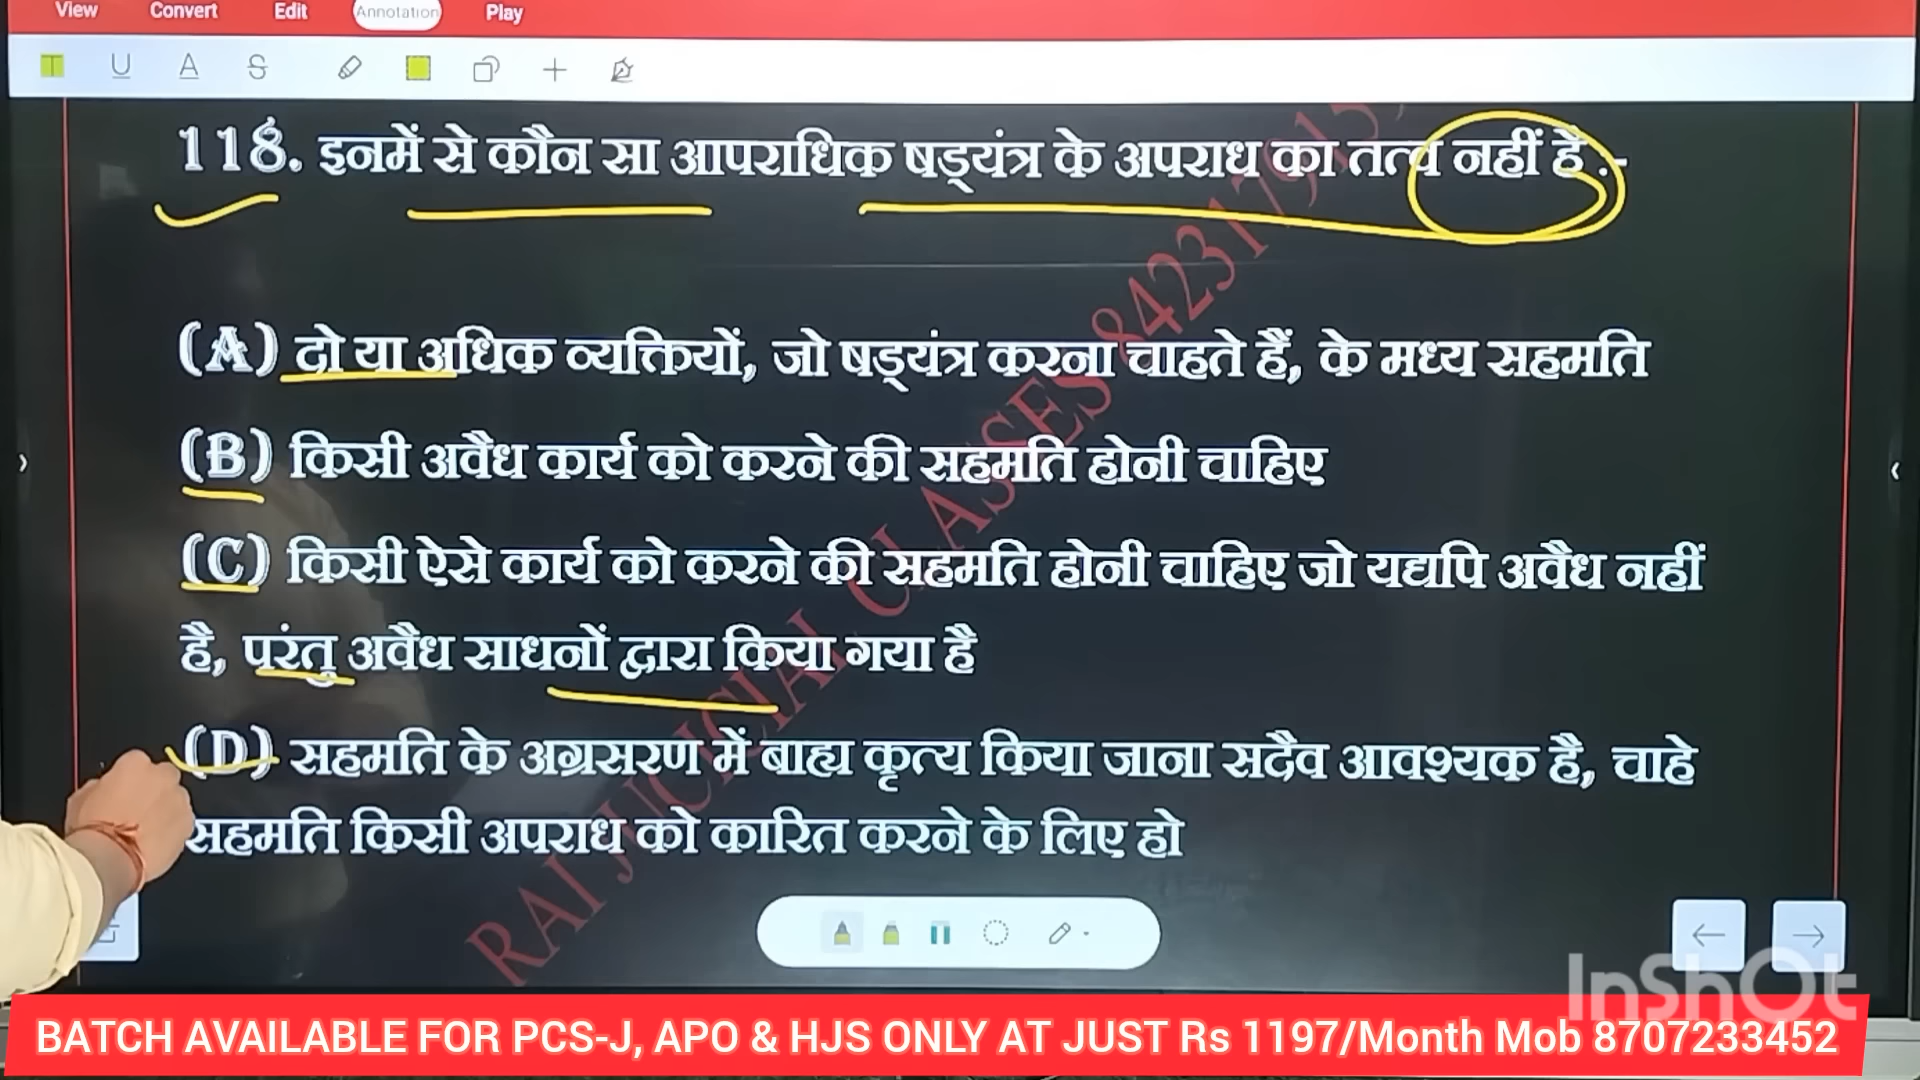 View Convert Edit Annotation Play
118. इनमें से कौन सा आपराधिक षड्यंत्र के अपराध का तत्व नहीं है :-
(A) दो या अधिक व्यक्तियों, जो षड्यंत्र करना चाहते हैं, के मध्य सहमति
(B) किसी अवैध कार्य को करने की सहमति होनी चाहिए
(C) किसी ऐसे कार्य को करने की सहमति होनी चाहिए जो यद्यपि अवैध नहीं
है, परंतु अवैध साधनों द्वारा किया गया है
(D) सहमति के अग्रसरण में बाह्य कृत्य किया जाना सदैव आवश्यक है, चाहे
सहमति किसी अपराध को कारित करने के लिए हो
RAI JUCICIAL CLASSES 842317915
InShOt
BATCH AVAILABLE FOR PCS-J, APO & HJS ONLY AT JUST Rs 1197/Month Mob 8707233452